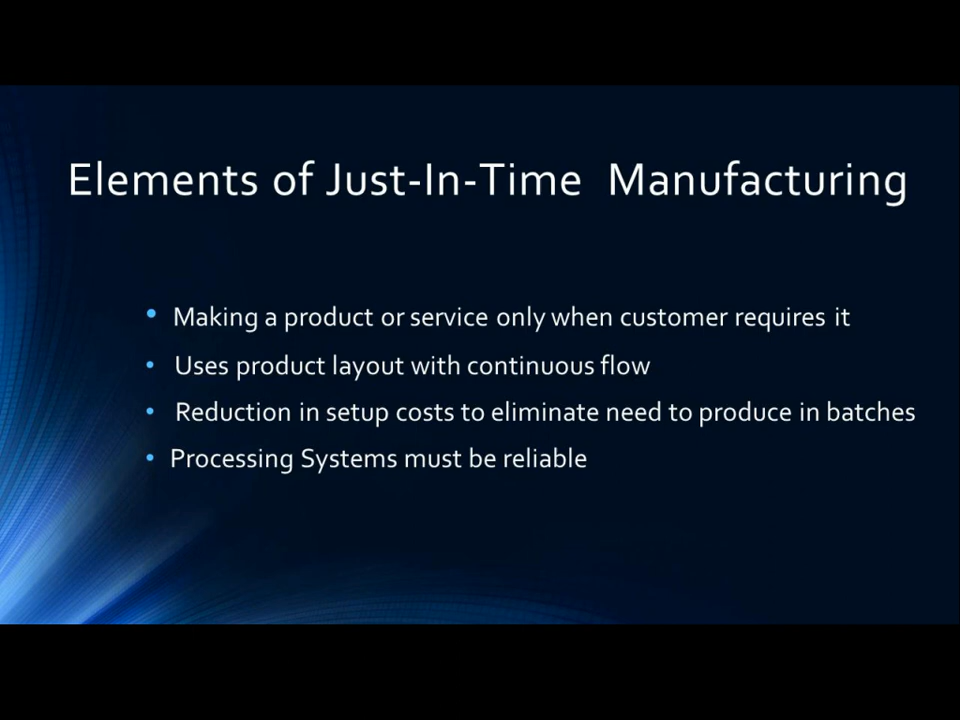 Elements of Just-In-Time Manufacturing
• Making a product or service only when customer requires it
• Uses product layout with continuous flow
• Reduction in setup costs to eliminate need to produce in batches
• Processing Systems must be reliable